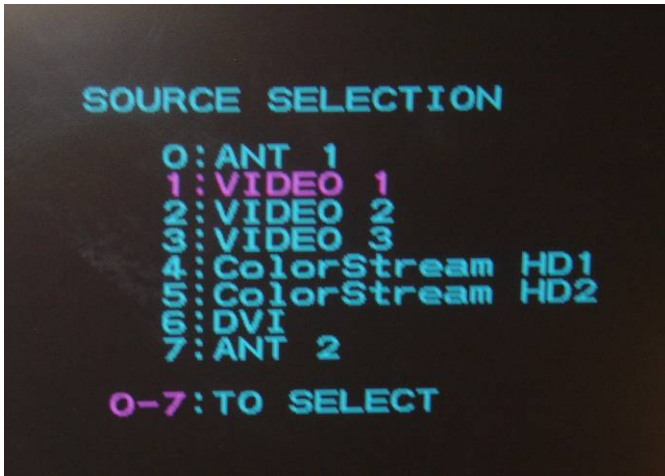 SOURCE SELECTION
0:ANT 1
1:VIDEO 1
2:VIDEO 2
3:VIDEO 3
4:ColorStream HD1
5:ColorStream HD2
6:DVI
7:ANT 2
0-7:TO SELECT